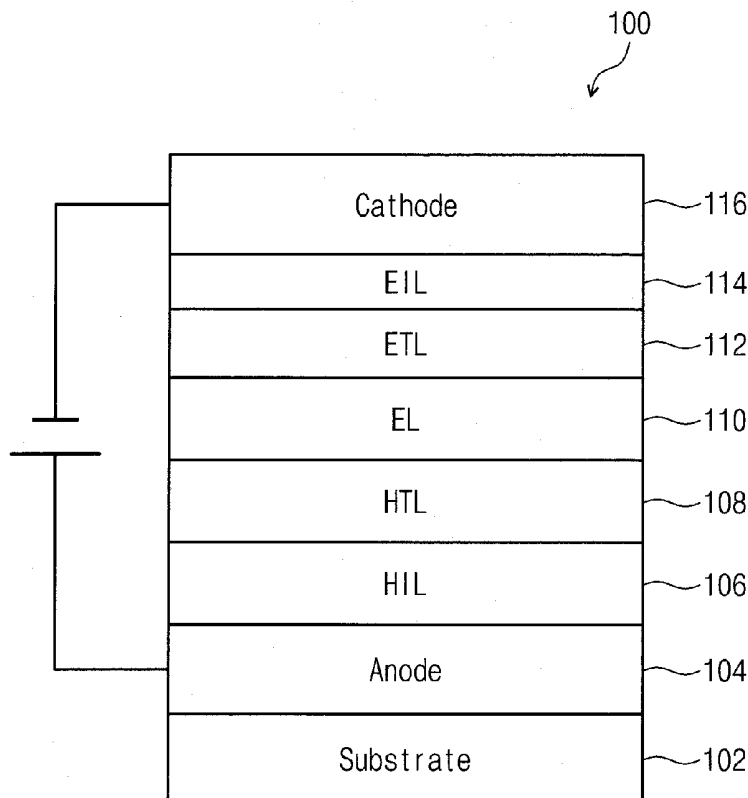 100
Cathode 116
EIL 114
ETL 112
EL 110
HTL 108
HIL 106
Anode 104
Substrate 102